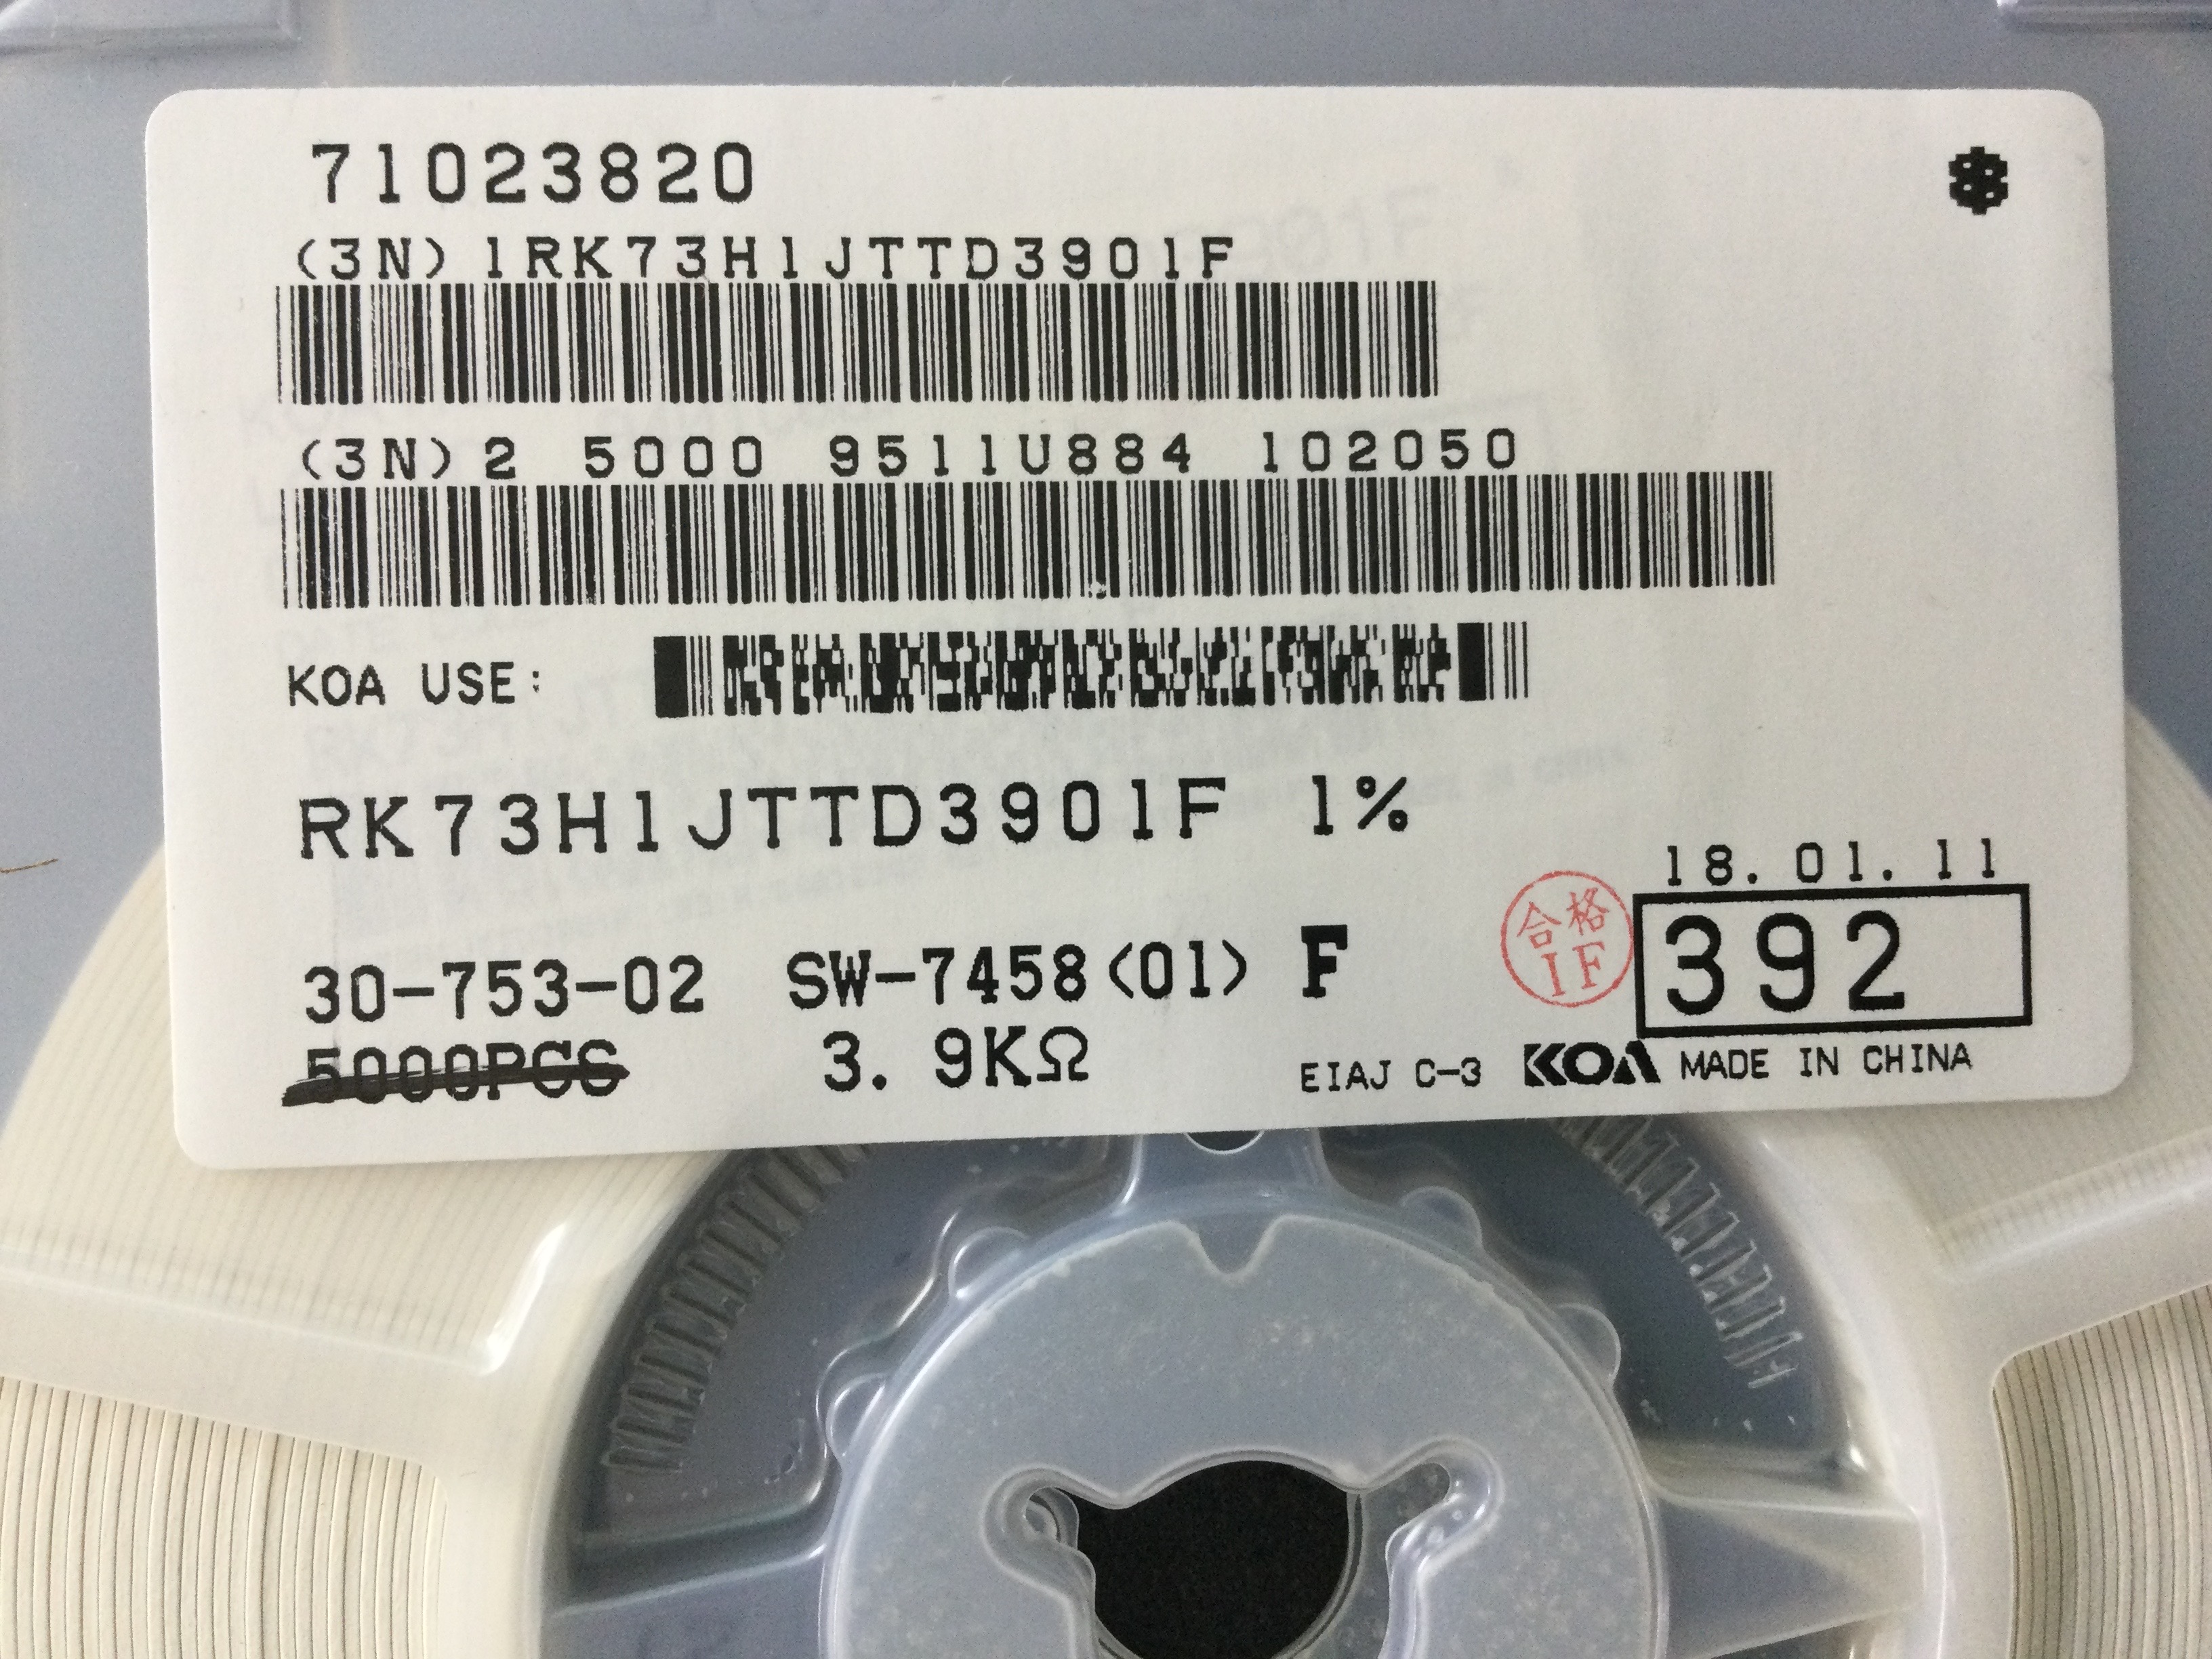 71023820
(3N)1RK73H1JTTD3901F
(3N)2 5000 9511U884 102050
KOA USE:
RK73H1JTTD3901F 1%
18.01.11
合格
IF
392
30-753-02 SW-7458(01) F
5000PCS 3.9KΩ
EIAJ C-3 KOA MADE IN CHINA